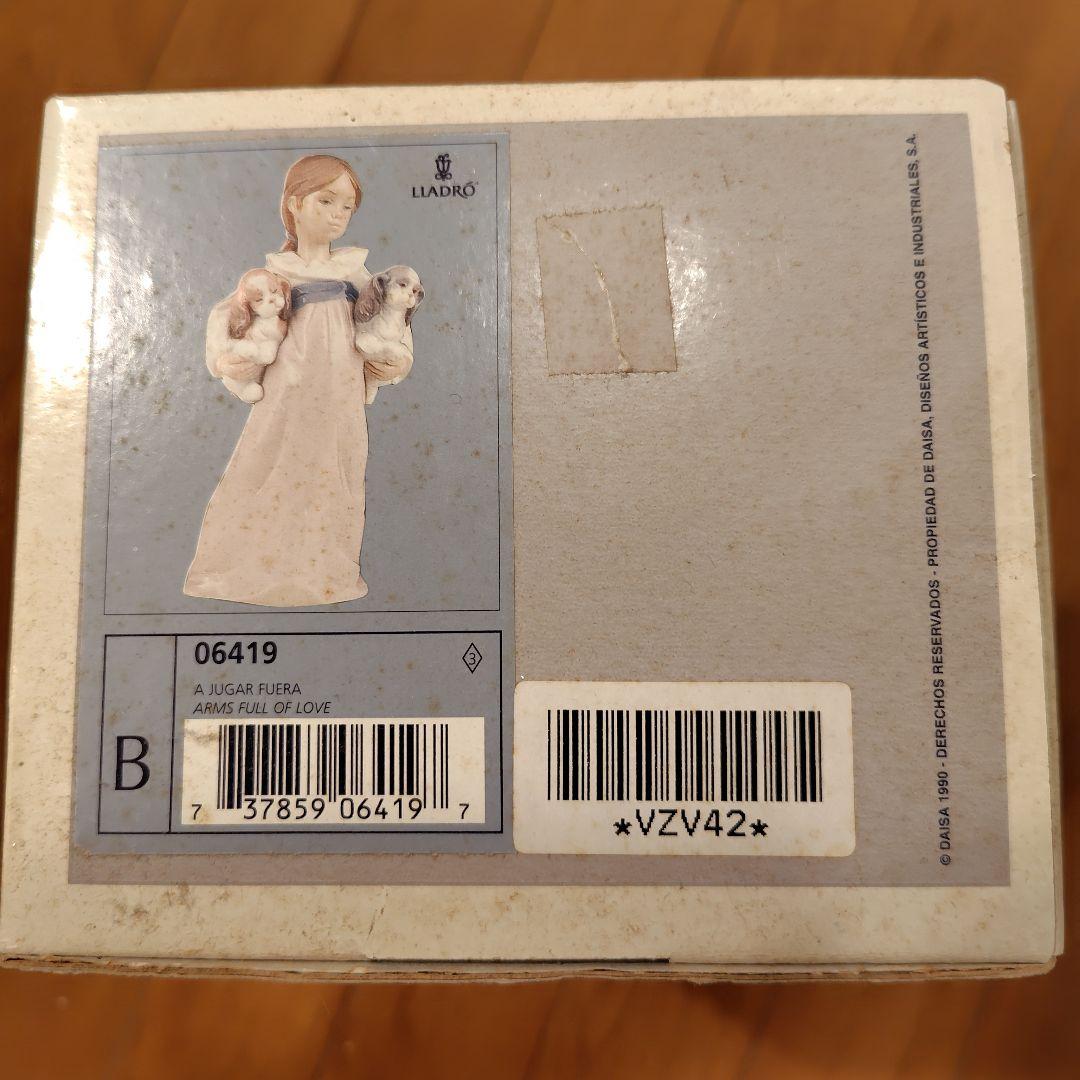 LLADRÓ
06419
3
A JUGAR FUERA
ARMS FULL OF LOVE
B
7 37859 06419 7
*VZV42*
© DAISA 1990 - DERECHOS RESERVADOS - PROPIEDAD DE DAISA, DISEÑOS ARTÍSTICOS E INDUSTRIALES, S.A.